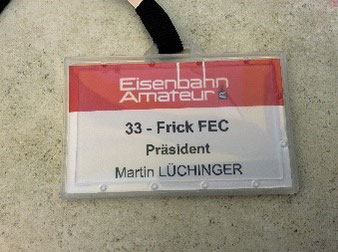 Eisenbahn
Amateur
33 - Frick FEC
Präsident
Martin LÜCHINGER